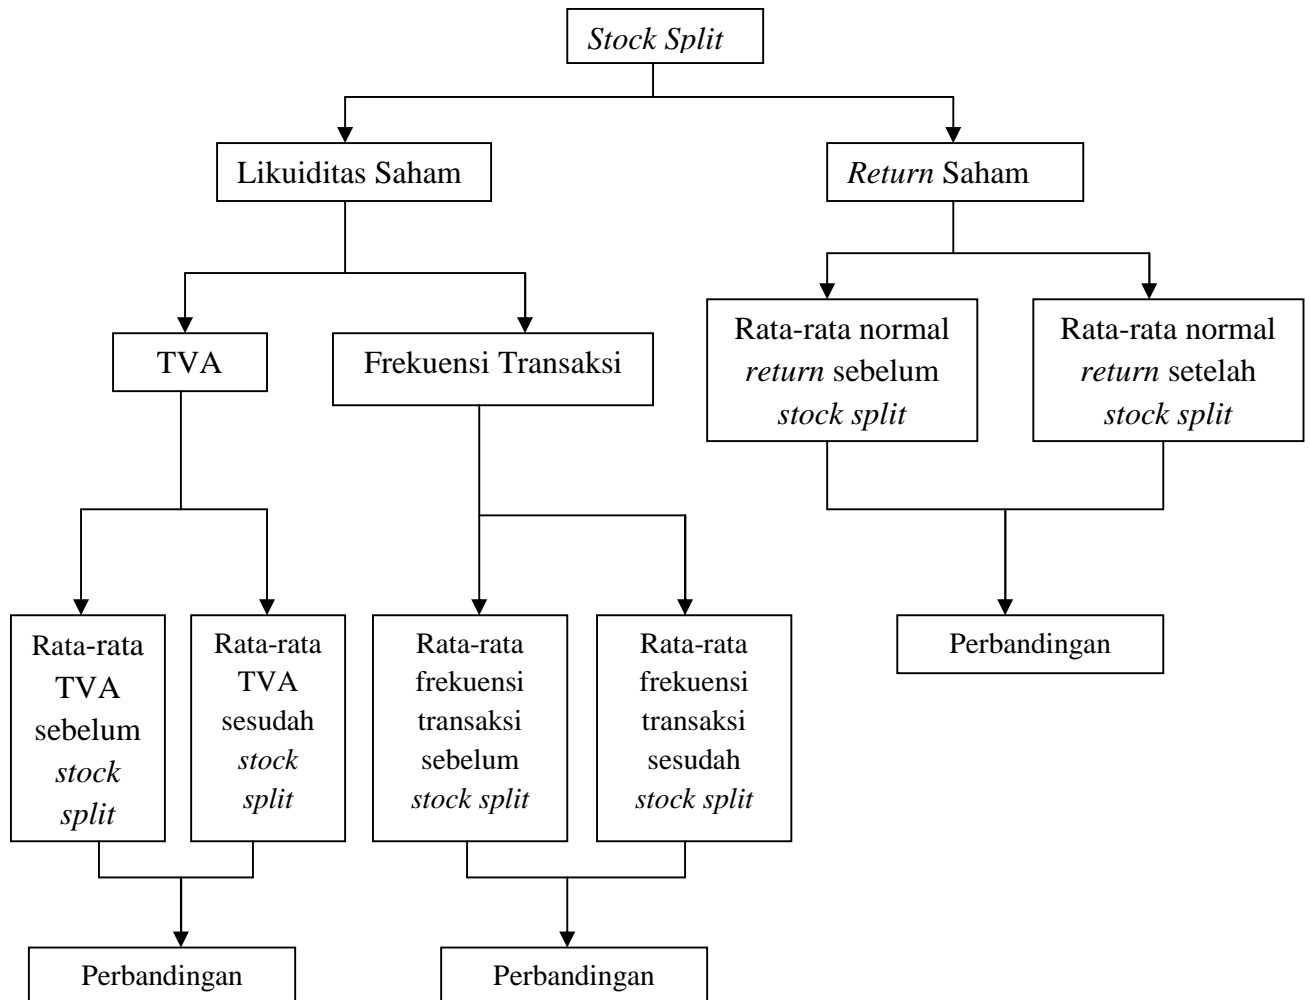 Stock Split
Likuiditas Saham
Return Saham
TVA
Frekuensi Transaksi
Rata-rata normal
return sebelum
stock split
Rata-rata normal
return setelah
stock split
Rata-rata
TVA
sebelum
stock
split
Rata-rata
TVA
sesudah
stock
split
Rata-rata
frekuensi
transaksi
sebelum
stock split
Rata-rata
frekuensi
transaksi
sesudah
stock split
Perbandingan
Perbandingan
Perbandingan